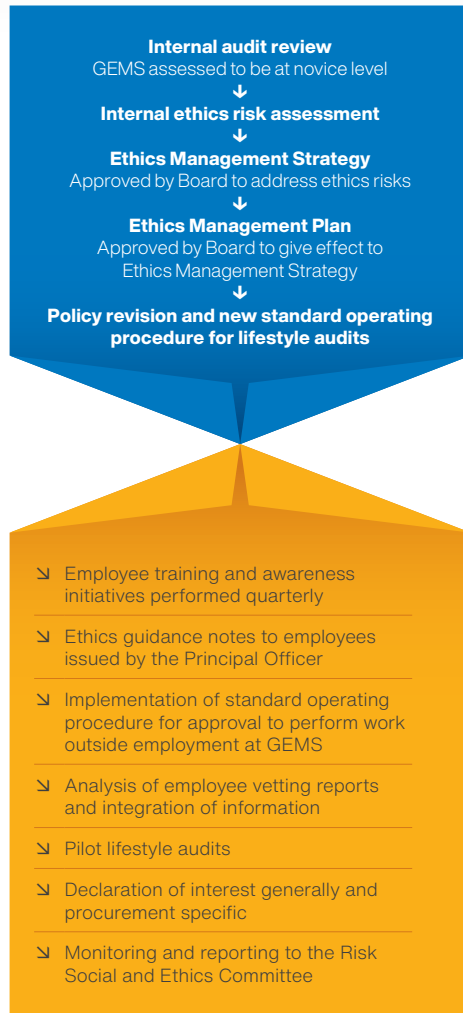 Internal audit review
GEMS assessed to be at novice level
↓
Internal ethics risk assessment
↓
Ethics Management Strategy
Approved by Board to address ethics risks
↓
Ethics Management Plan
Approved by Board to give effect to
Ethics Management Strategy
↓
Policy revision and new standard operating
procedure for lifestyle audits
↘ Employee training and awareness
initiatives performed quarterly
↘ Ethics guidance notes to employees
issued by the Principal Officer
↘ Implementation of standard operating
procedure for approval to perform work
outside employment at GEMS
↘ Analysis of employee vetting reports
and integration of information
↘ Pilot lifestyle audits
↘ Declaration of interest generally and
procurement specific
↘ Monitoring and reporting to the Risk
Social and Ethics Committee